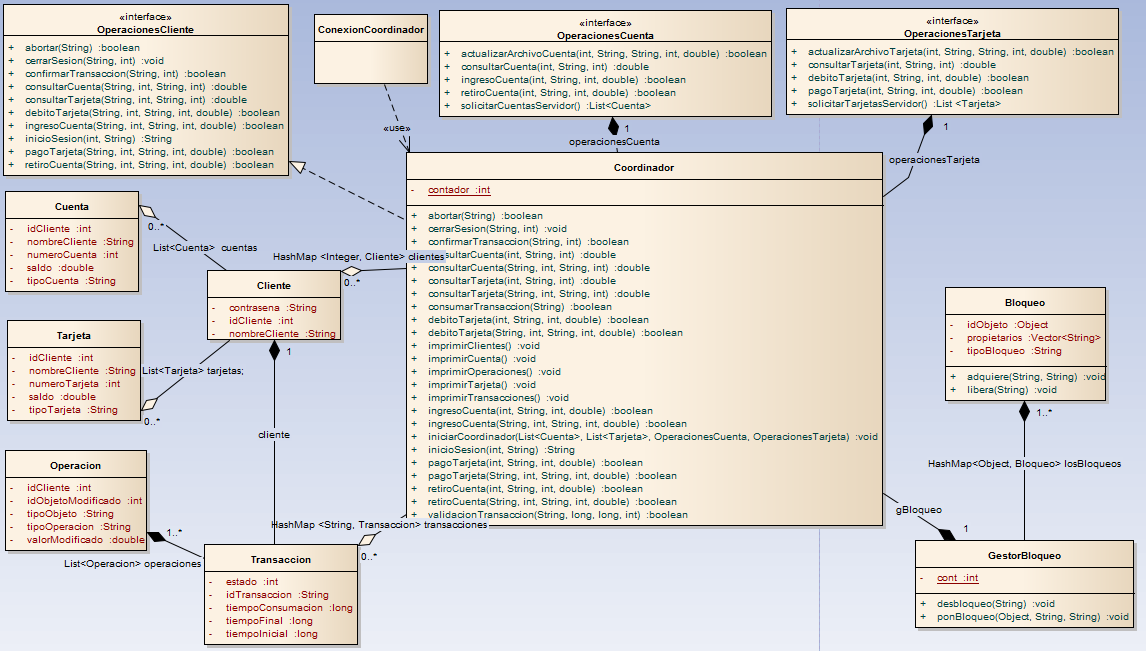 «interface»
OperacionesCliente
+ abortar(String) :boolean
+ cerrarSesion(String, int) :void
+ confirmarTransaccion(String, int) :boolean
+ consultarCuenta(String, int, String, int) :double
+ consultarTarjeta(String, int, String, int) :double
+ debitoTarjeta(String, int, String, int, double) :boolean
+ ingresoCuenta(String, int, String, int, double) :boolean
+ inicioSesion(int, String) :String
+ pagoTarjeta(String, int, String, int, double) :boolean
+ retiroCuenta(String, int, String, int, double) :boolean
ConexionCoordinador
«interface»
OperacionesCuenta
+ actualizarArchivoCuenta(int, String, String, int, double) :boolean
+ consultarCuenta(int, String, int) :double
+ ingresoCuenta(int, String, int, double) :boolean
+ retiroCuenta(int, String, int, double) :boolean
+ solicitarCuentasServidor() :List<Cuenta>
«interface»
OperacionesTarjeta
+ actualizarArchivoTarjeta(int, String, String, int, double) :boolean
+ consultarTarjeta(int, String, int) :double
+ debitoTarjeta(int, String, int, double) :boolean
+ pagoTarjeta(int, String, int, double) :boolean
+ solicitarTarjetasServidor() :List <Tarjeta>
«use»
1
operacionesCuenta
1
operacionesTarjeta
Coordinador
- contador :int
+ abortar(String) :boolean
+ cerrarSesion(String, int) :void
+ confirmarTransaccion(String, int) :boolean
sultarCuenta(int, String, int) :double
+ consultarCuenta(String, int, String, int) :double
+ consultarTarjeta(int, String, int) :double
+ consultarTarjeta(String, int, String, int) :double
+ consumarTransaccion(String) :boolean
+ debitoTarjeta(int, String, int, double) :boolean
+ debitoTarjeta(String, int, String, int, double) :boolean
+ imprimirClientes() :void
+ imprimirCuenta() :void
+ imprimirOperaciones() :void
+ imprimirTarjeta() :void
+ imprimirTransacciones() :void
+ ingresoCuenta(int, String, int, double) :boolean
+ ingresoCuenta(String, int, String, int, double) :boolean
+ iniciarCoordinador(List<Cuenta>, List<Tarjeta>, OperacionesCuenta, OperacionesTarjeta) :void
+ inicioSesion(int, String) :String
+ pagoTarjeta(int, String, int, double) :boolean
+ pagoTarjeta(String, int, String, int, double) :boolean
+ retiroCuenta(int, String, int, double) :boolean
+ retiroCuenta(String, int, String, int, double) :boolean
+ validacionTransaccion(String, long, long, int) :boolean
Cuenta
- idCliente :int
- nombreCliente :String
- numeroCuenta :int
- saldo :double
- tipoCuenta :String
0..*
List<Cuenta> cuentas
HashMap <Integer, Cliente> clientes
0..*
Cliente
- contrasena :String
- idCliente :int
- nombreCliente :String
1
Tarjeta
- idCliente :int
- nombreCliente :String
- numeroTarjeta :int
- saldo :double
- tipoTarjeta :String
List<Tarjeta> tarjetas;
0..*
cliente
Operacion
- idCliente :int
- idObjetoModificado :int
- tipoObjeto :String
- tipoOperacion :String
- valorModificado :double
1..*
List<Operacion> operaciones
HashMap <String, Transaccion> transacciones
0..*
Transaccion
- estado :int
- idTransaccion :String
- tiempoConsumacion :long
- tiempoFinal :long
- tiempoInicial :long
Bloqueo
- idObjeto :Object
- propietarios :Vector<String>
- tipoBloqueo :String
+ adquiere(String, String) :void
+ libera(String) :void
1..*
HashMap<Object, Bloqueo> losBloqueos
gBloqueo
1
GestorBloqueo
- cont :int
+ desbloqueo(String) :void
+ ponBloqueo(Object, String, String) :void